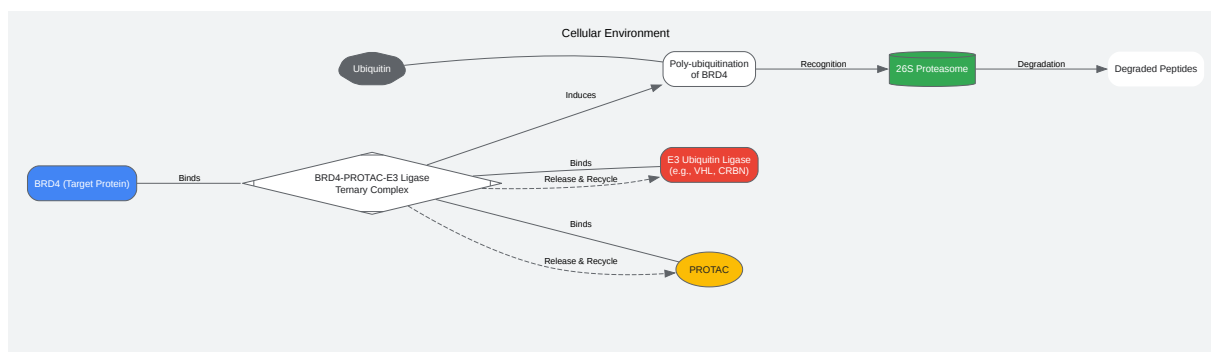 Cellular Environment
Ubiquitin
Poly-ubiquitination
of BRD4
Recognition
26S Proteasome
Degradation
Degraded Peptides
Induces
BRD4 (Target Protein)
Binds
BRD4-PROTAC-E3 Ligase
Ternary Complex
Binds
Release & Recycle
E3 Ubiquitin Ligase
(e.g., VHL, CRBN)
Binds
Release & Recycle
PROTAC